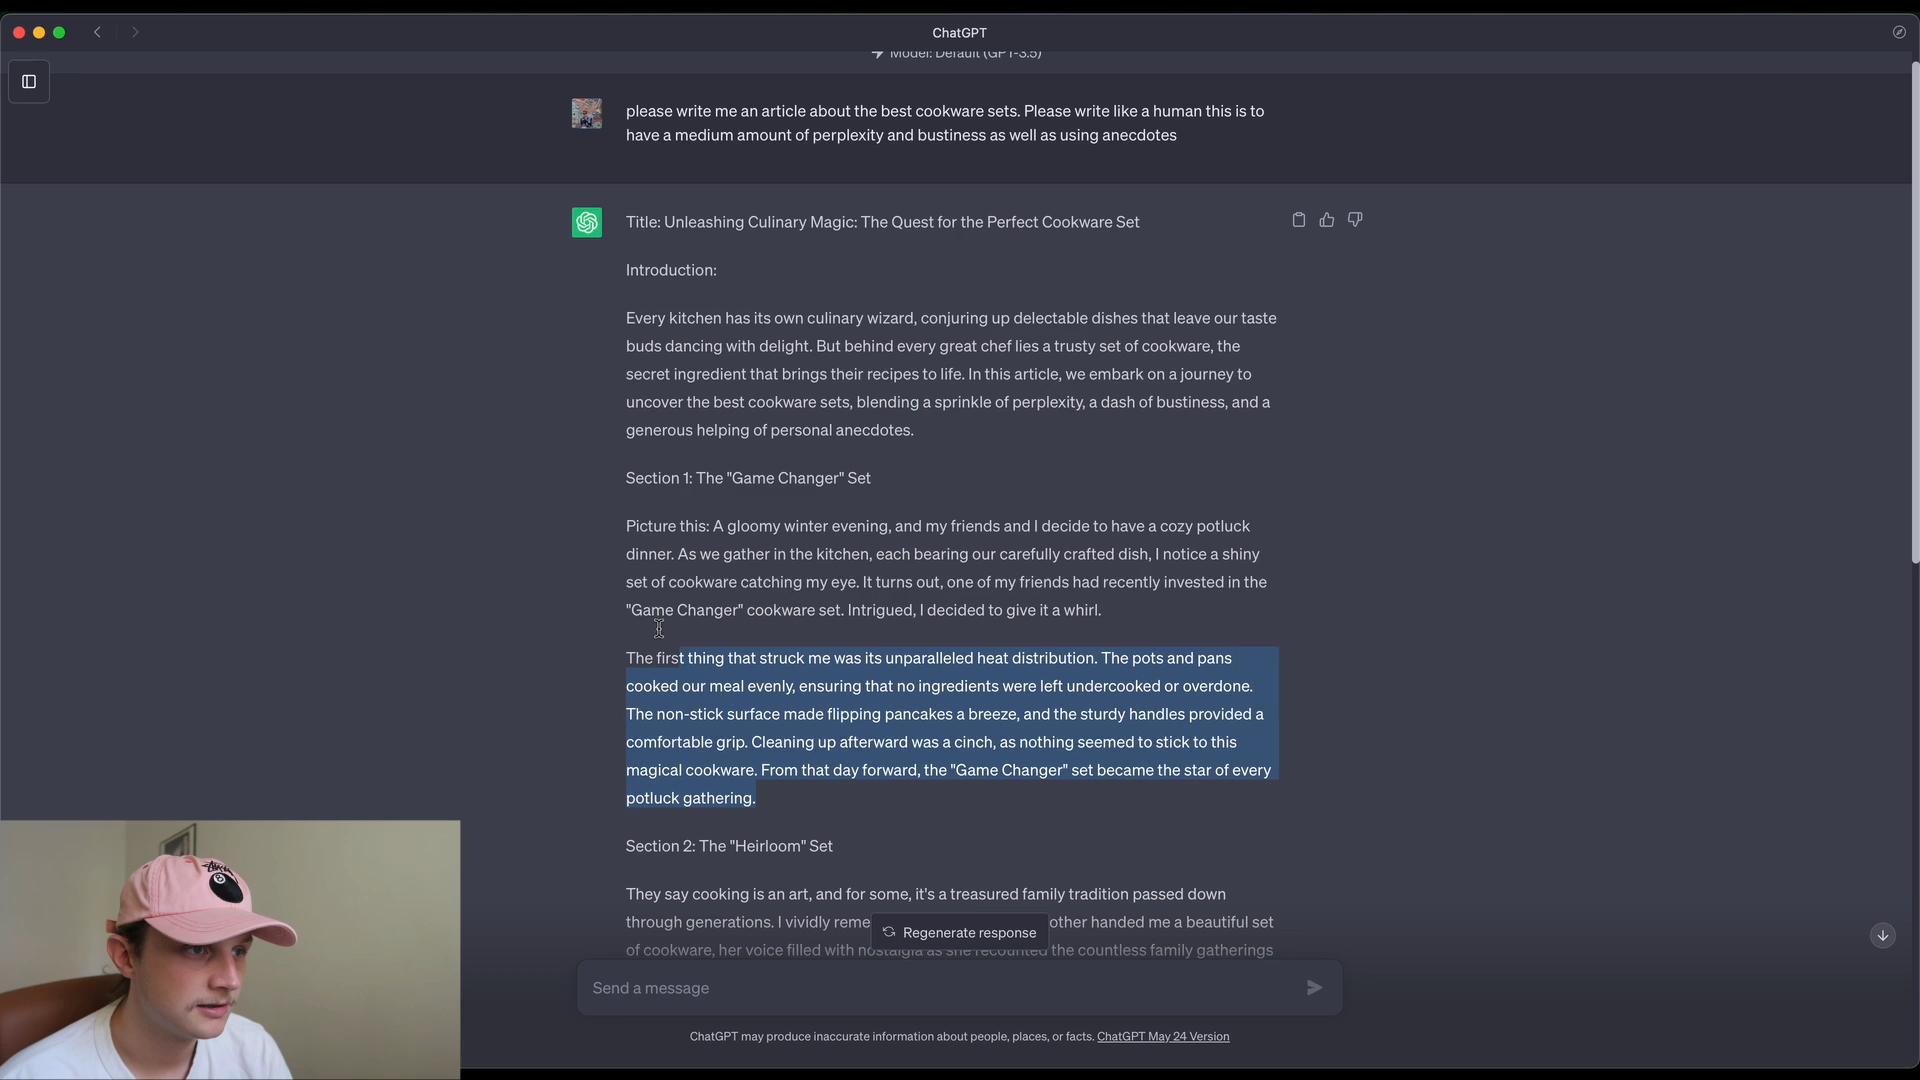 ChatGPT
Model: Default (GPT-3.5)
please write me an article about the best cookware sets. Please write like a human this is to
have a medium amount of perplexity and bustiness as well as using anecdotes
Title: Unleashing Culinary Magic: The Quest for the Perfect Cookware Set
Introduction:
Every kitchen has its own culinary wizard, conjuring up delectable dishes that leave our taste
buds dancing with delight. But behind every great chef lies a trusty set of cookware, the
secret ingredient that brings their recipes to life. In this article, we embark on a journey to
uncover the best cookware sets, blending a sprinkle of perplexity, a dash of bustiness, and a
generous helping of personal anecdotes.
Section 1: The "Game Changer" Set
Picture this: A gloomy winter evening, and my friends and I decide to have a cozy potluck
dinner. As we gather in the kitchen, each bearing our carefully crafted dish, I notice a shiny
set of cookware catching my eye. It turns out, one of my friends had recently invested in the
"Game Changer" cookware set. Intrigued, I decided to give it a whirl.
The first thing that struck me was its unparalleled heat distribution. The pots and pans
cooked our meal evenly, ensuring that no ingredients were left undercooked or overdone.
The non-stick surface made flipping pancakes a breeze, and the sturdy handles provided a
comfortable grip. Cleaning up afterward was a cinch, as nothing seemed to stick to this
magical cookware. From that day forward, the "Game Changer" set became the star of every
potluck gathering.
Section 2: The "Heirloom" Set
They say cooking is an art, and for some, it's a treasured family tradition passed down
through generations. I vividly reme other handed me a beautiful set
Regenerate response
of cookware, her voice filled with nostalgia as she recounted the countless family gatherings
Send a message
ChatGPT may produce inaccurate information about people, places, or facts. ChatGPT May 24 Version
8